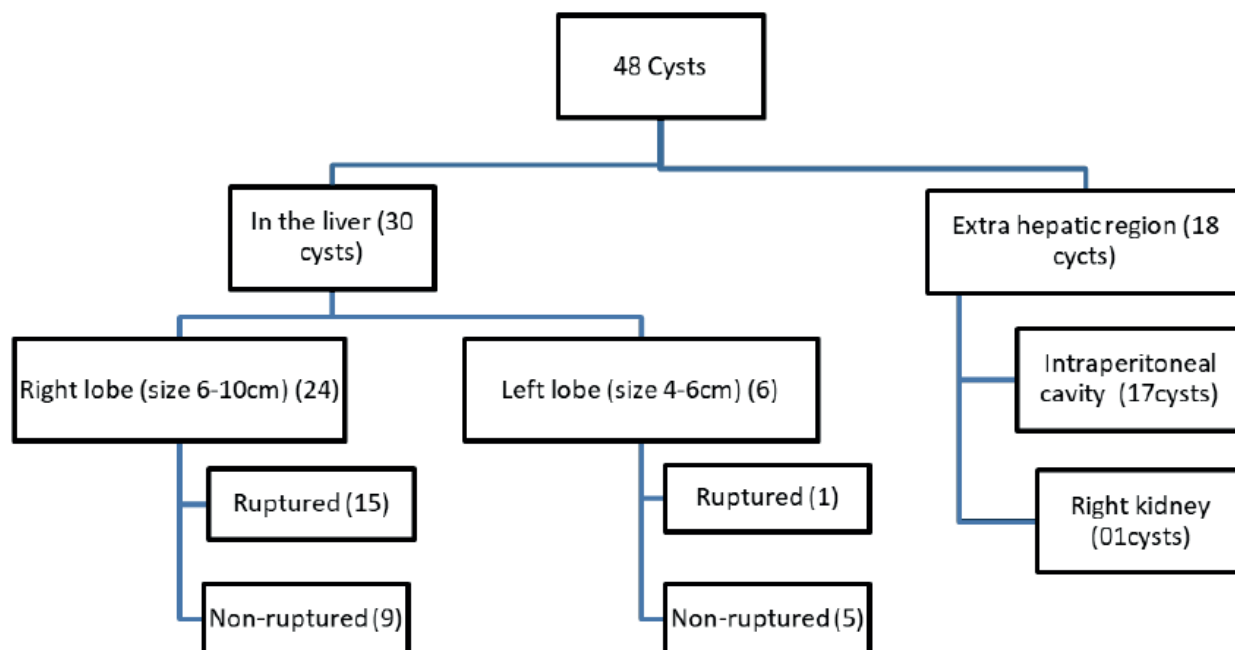 48 Cysts
In the liver (30
cysts)
Extra hepatic region (18
cycts)
Right lobe (size 6-10cm) (24)
Left lobe (size 4-6cm) (6)
Intraperitoneal
cavity (17cysts)
Ruptured (15)
Ruptured (1)
Right kidney
(01cysts)
Non-ruptured (9)
Non-ruptured (5)